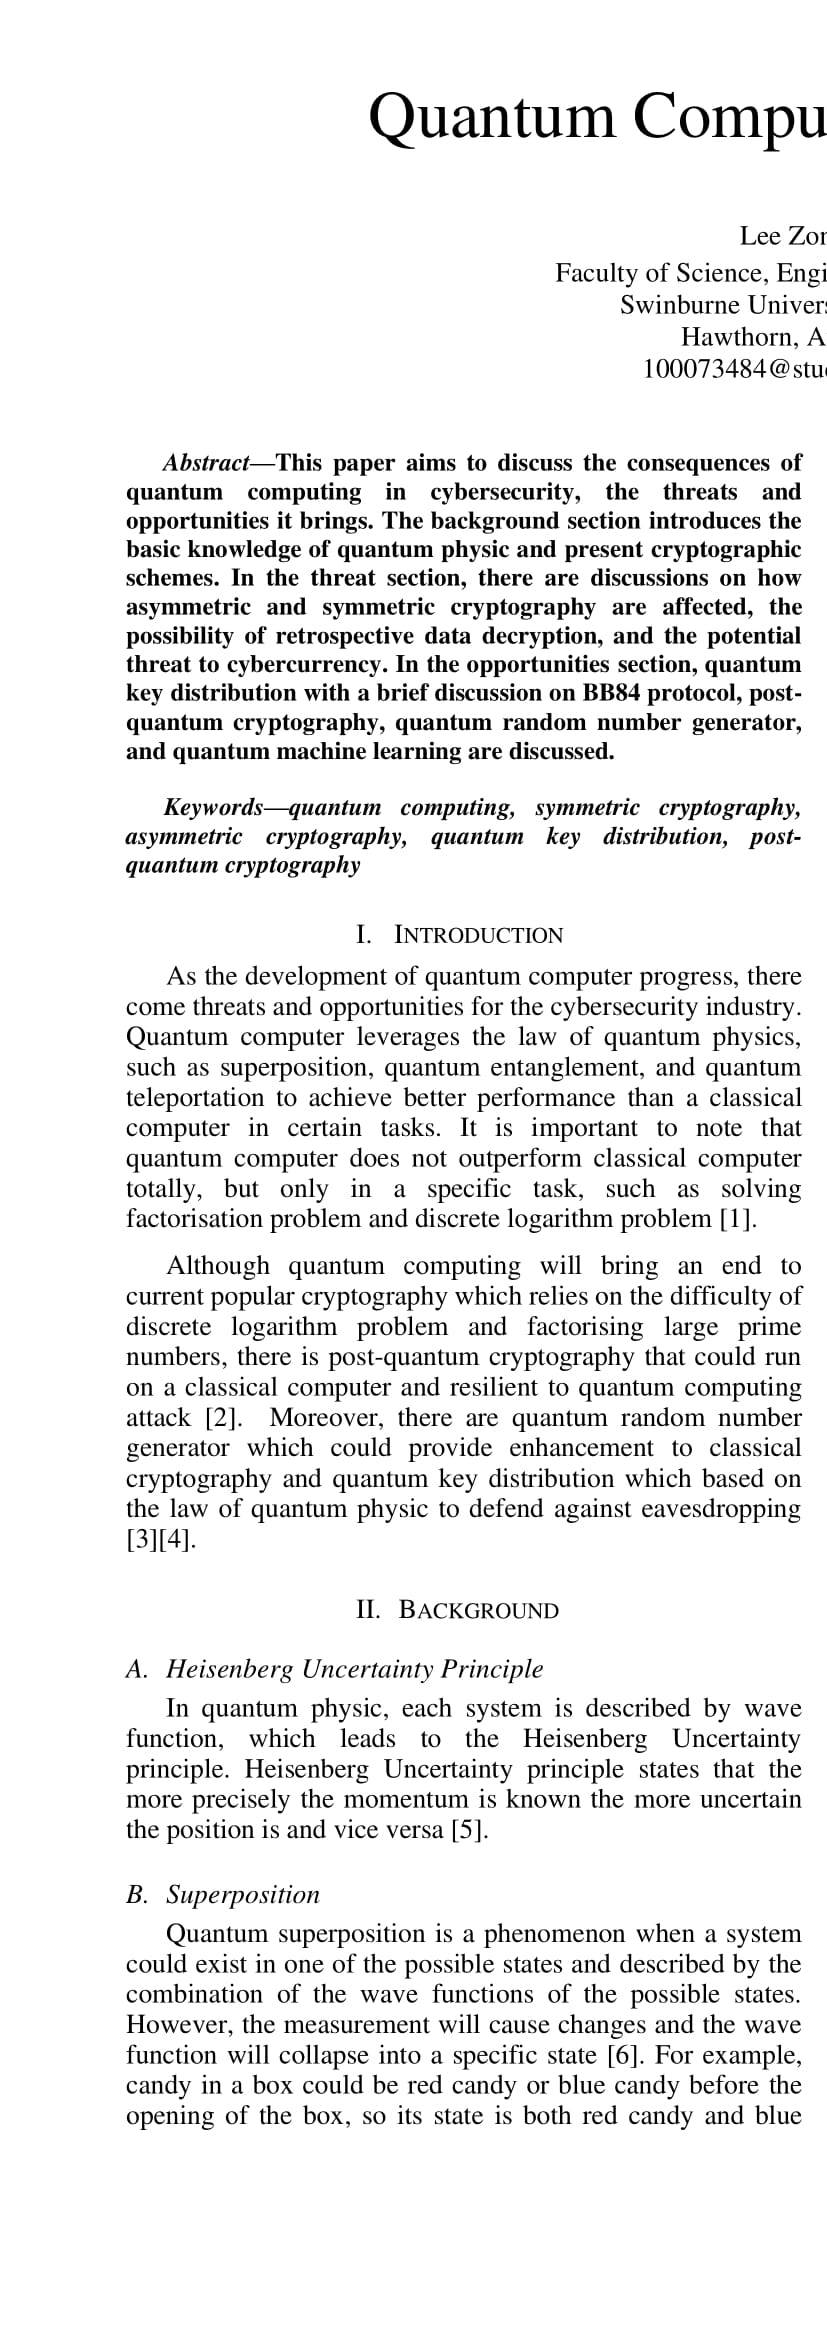 Quantum Compu
Lee Zor
Faculty of Science, Engi
Swinburne Univers
Hawthorn, A
100073484@stu
Abstract—This paper aims to discuss the consequences of
quantum computing in cybersecurity, the threats and
opportunities it brings. The background section introduces the
basic knowledge of quantum physic and present cryptographic
schemes. In the threat section, there are discussions on how
asymmetric and symmetric cryptography are affected, the
possibility of retrospective data decryption, and the potential
threat to cybercurrency. In the opportunities section, quantum
key distribution with a brief discussion on BB84 protocol, post-
quantum cryptography, quantum random number generator,
and quantum machine learning are discussed.
Keywords—quantum computing, symmetric cryptography,
asymmetric cryptography, quantum key distribution, post-
quantum cryptography
I. INTRODUCTION
As the development of quantum computer progress, there
come threats and opportunities for the cybersecurity industry.
Quantum computer leverages the law of quantum physics,
such as superposition, quantum entanglement, and quantum
teleportation to achieve better performance than a classical
computer in certain tasks. It is important to note that
quantum computer does not outperform classical computer
totally, but only in a specific task, such as solving
factorisation problem and discrete logarithm problem [1].
Although quantum computing will bring an end to
current popular cryptography which relies on the difficulty of
discrete logarithm problem and factorising large prime
numbers, there is post-quantum cryptography that could run
on a classical computer and resilient to quantum computing
attack [2]. Moreover, there are quantum random number
generator which could provide enhancement to classical
cryptography and quantum key distribution which based on
the law of quantum physic to defend against eavesdropping
[3][4].
II. BACKGROUND
A. Heisenberg Uncertainty Principle
In quantum physic, each system is described by wave
function, which leads to the Heisenberg Uncertainty
principle. Heisenberg Uncertainty principle states that the
more precisely the momentum is known the more uncertain
the position is and vice versa [5].
B. Superposition
Quantum superposition is a phenomenon when a system
could exist in one of the possible states and described by the
combination of the wave functions of the possible states.
However, the measurement will cause changes and the wave
function will collapse into a specific state [6]. For example,
candy in a box could be red candy or blue candy before the
opening of the box, so its state is both red candy and blue